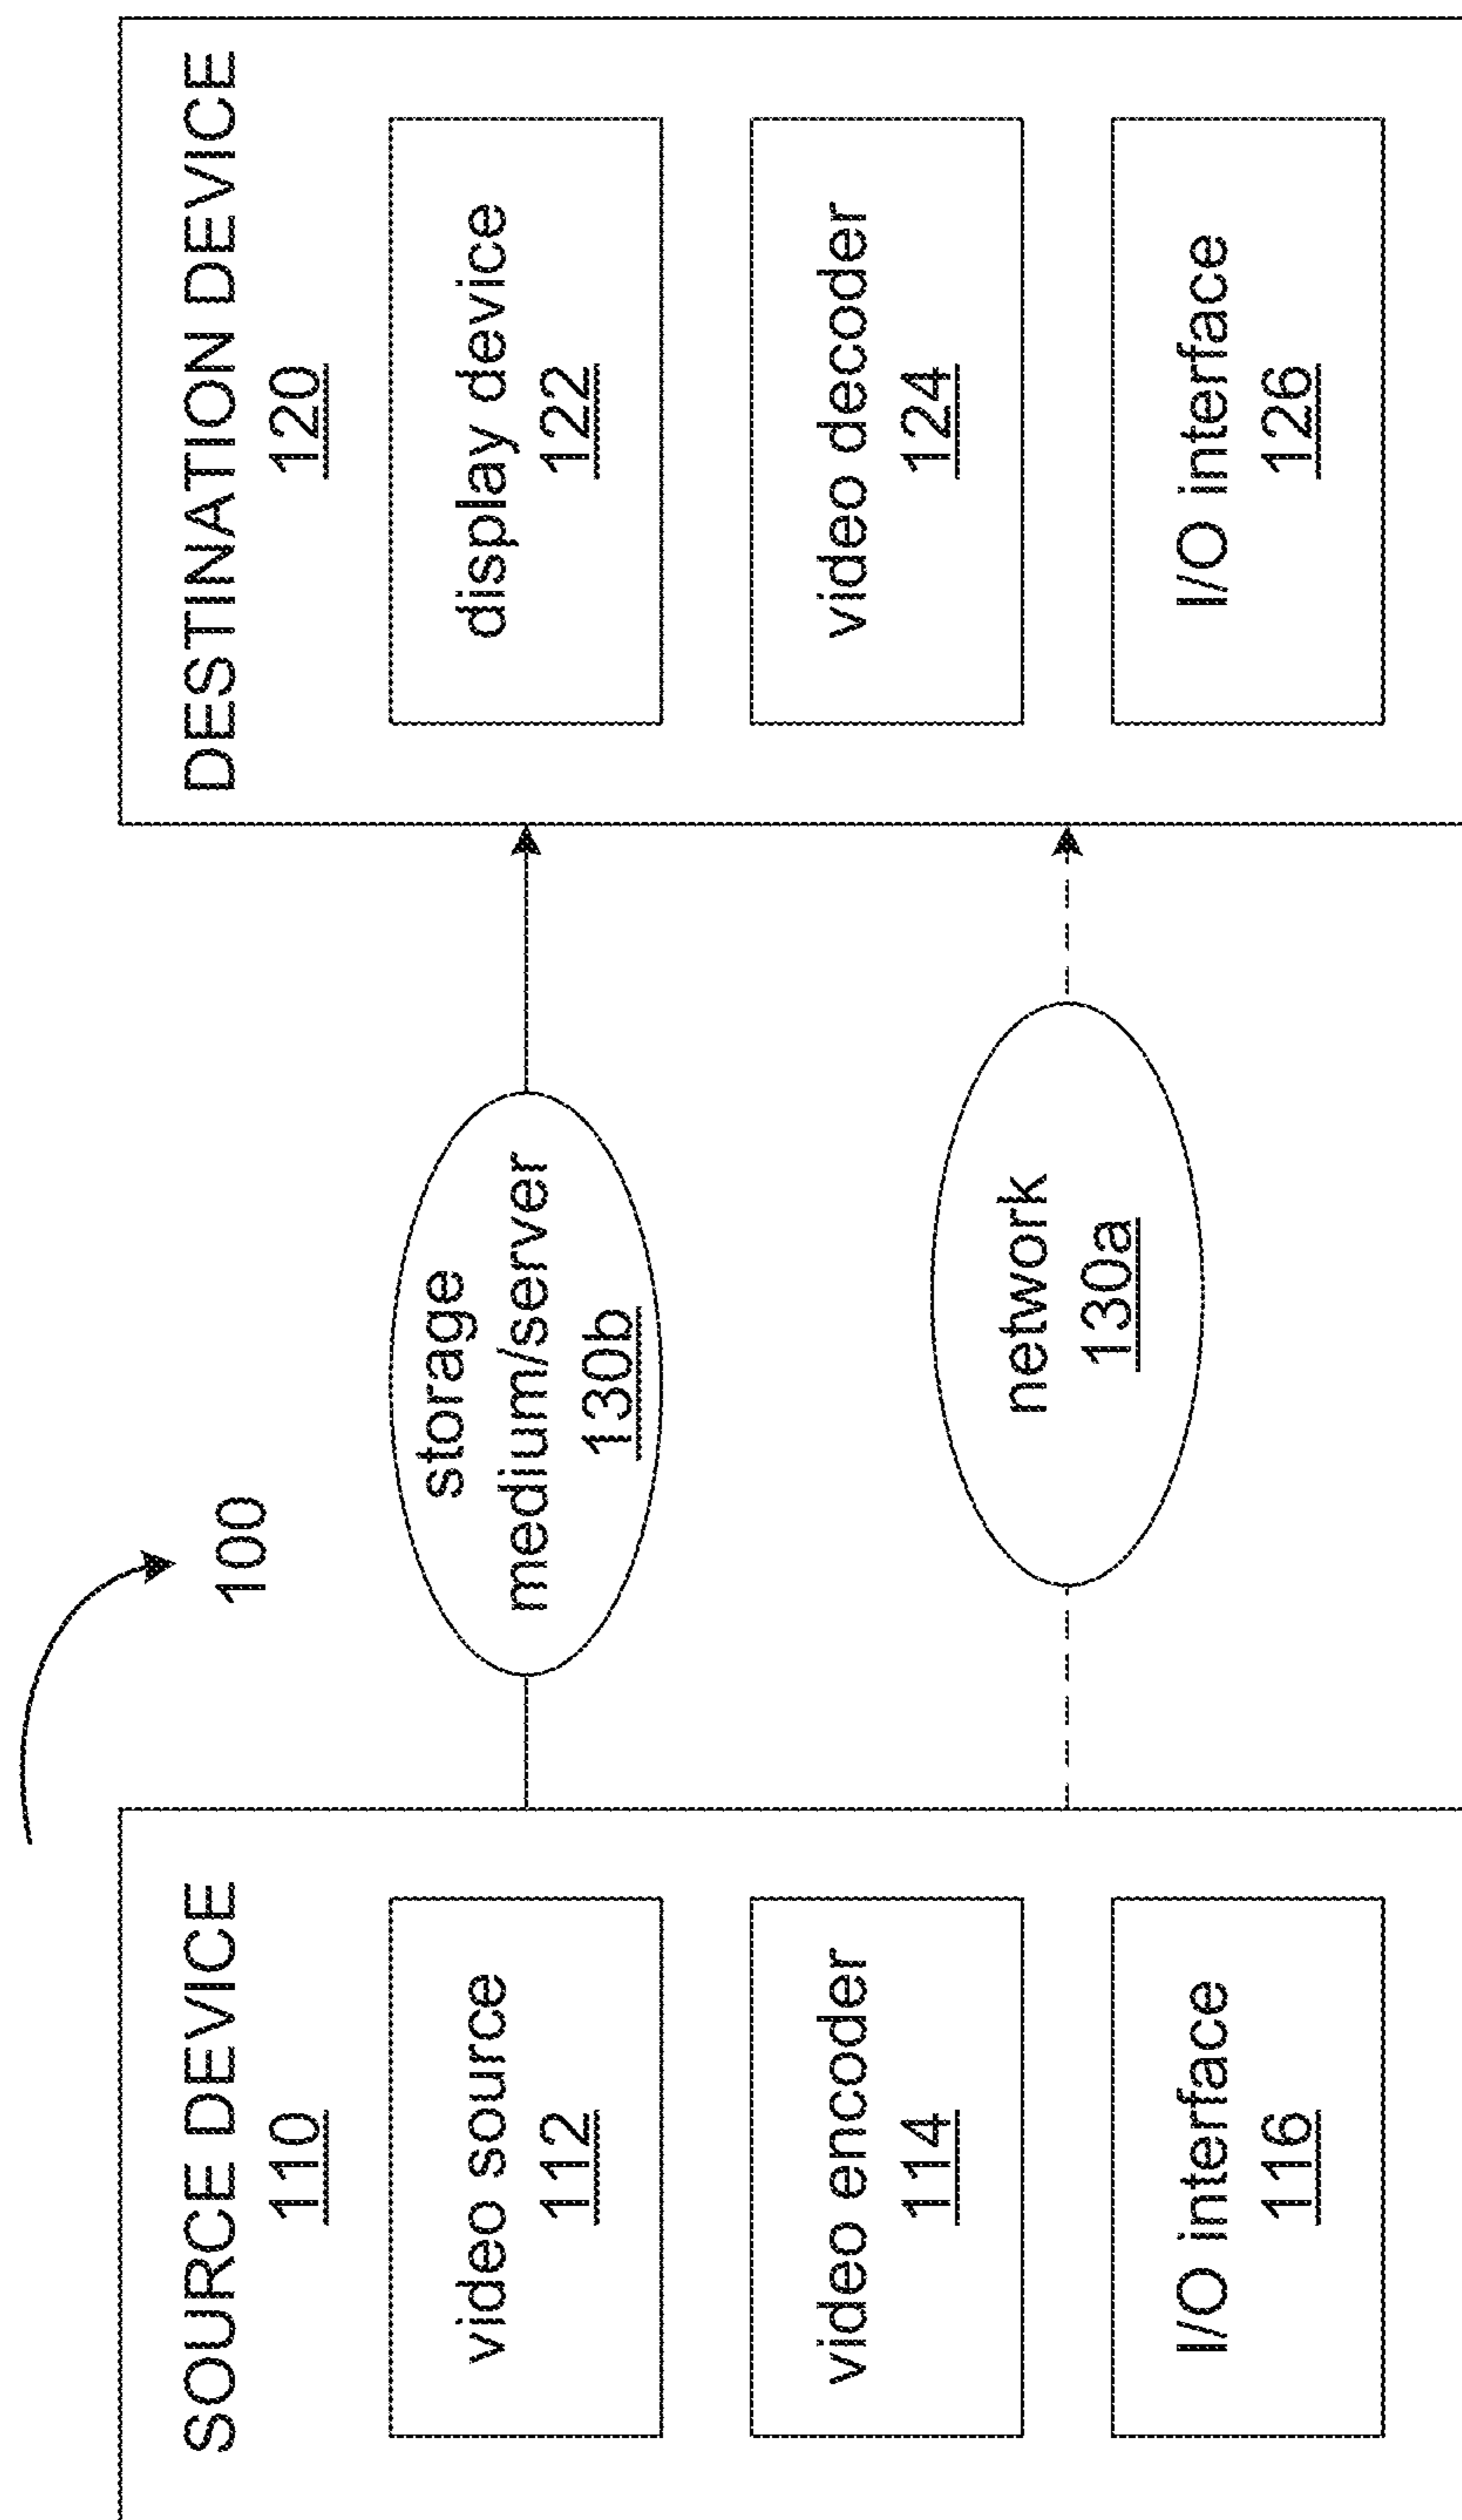 100
SOURCE DEVICE
110
video source
112
video encoder
114
I/O interface
116
storage
medium/server
130b
network
130a
DESTINATION DEVICE
120
display device
122
video decoder
124
I/O interface
126